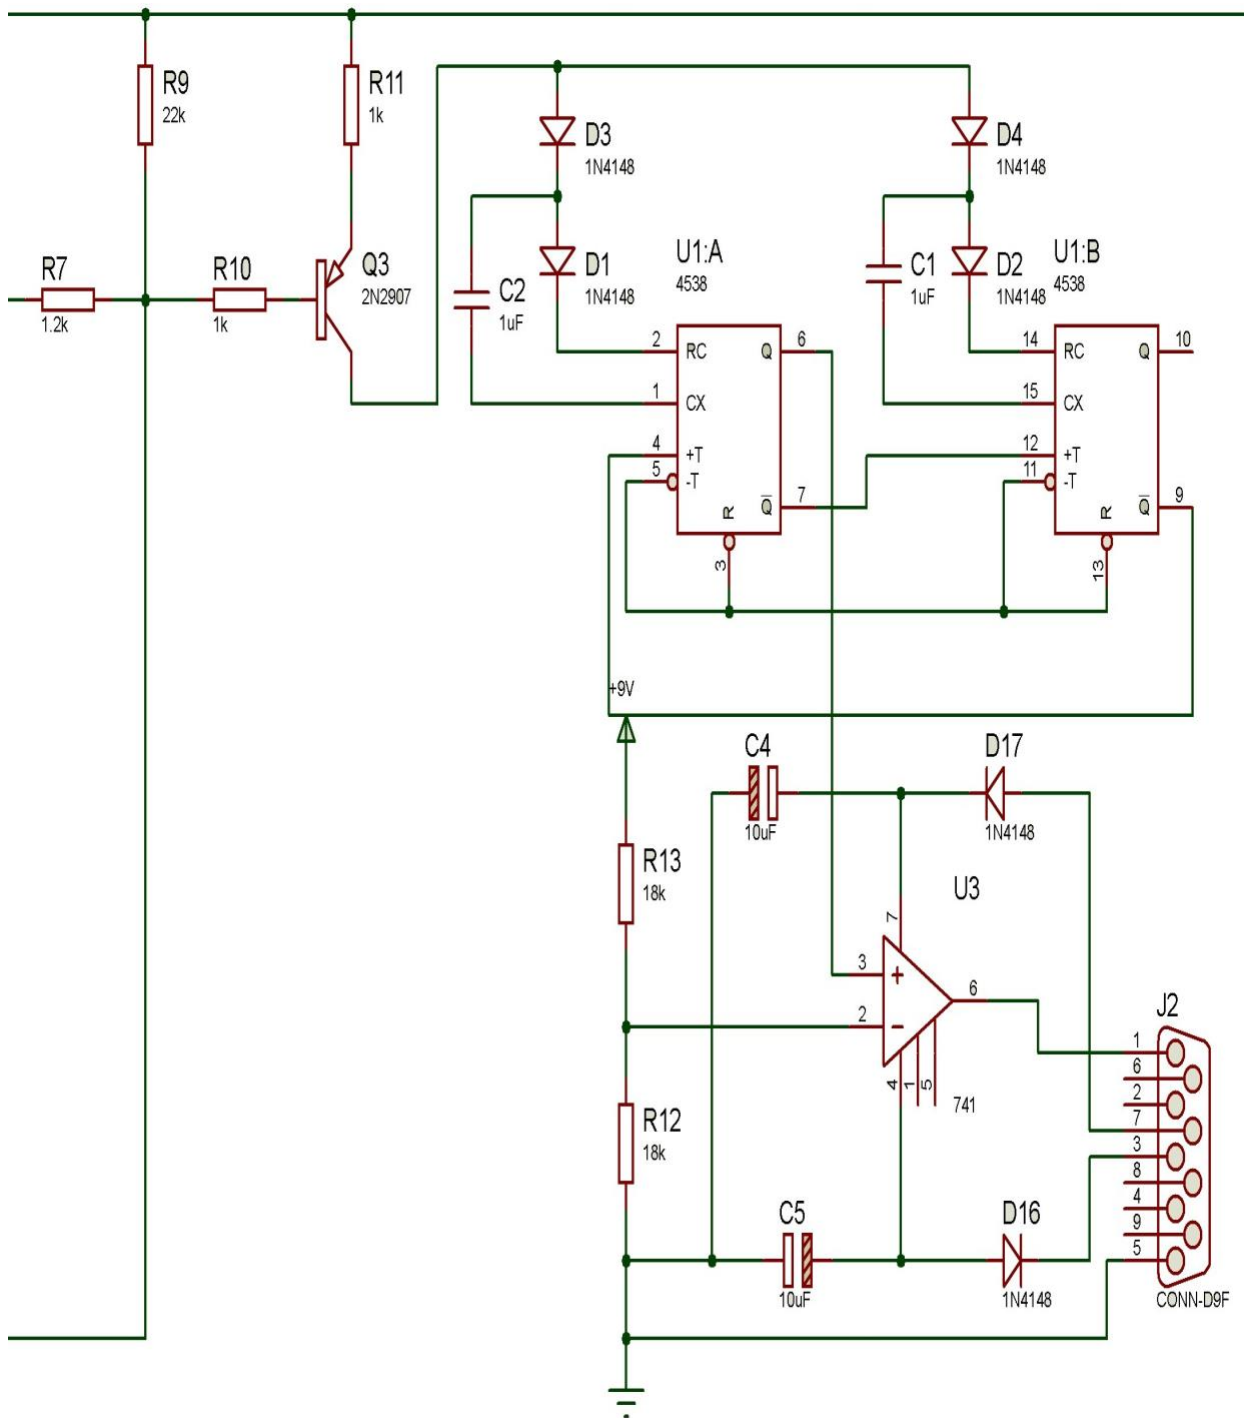 R9
22k
R11
1k
D3
1N4148
D4
1N4148
R7
1.2k
R10
1k
Q3
2N2907
C2
1uF
D1
1N4148
U1:A
4538
2
RC
Q
6
1
CX
4
+T
5
-T
R
Q
7
3
C1
1uF
D2
1N4148
U1:B
4538
14
RC
Q
10
15
CX
12
+T
11
-T
R
Q
9
13
+9V
C4
10uF
D17
1N4148
R13
18k
U3
7
3
+
2
-
6
4
1
5
741
R12
18k
C5
10uF
D16
1N4148
J2
1
6
2
7
3
8
4
9
5
CONN-D9F